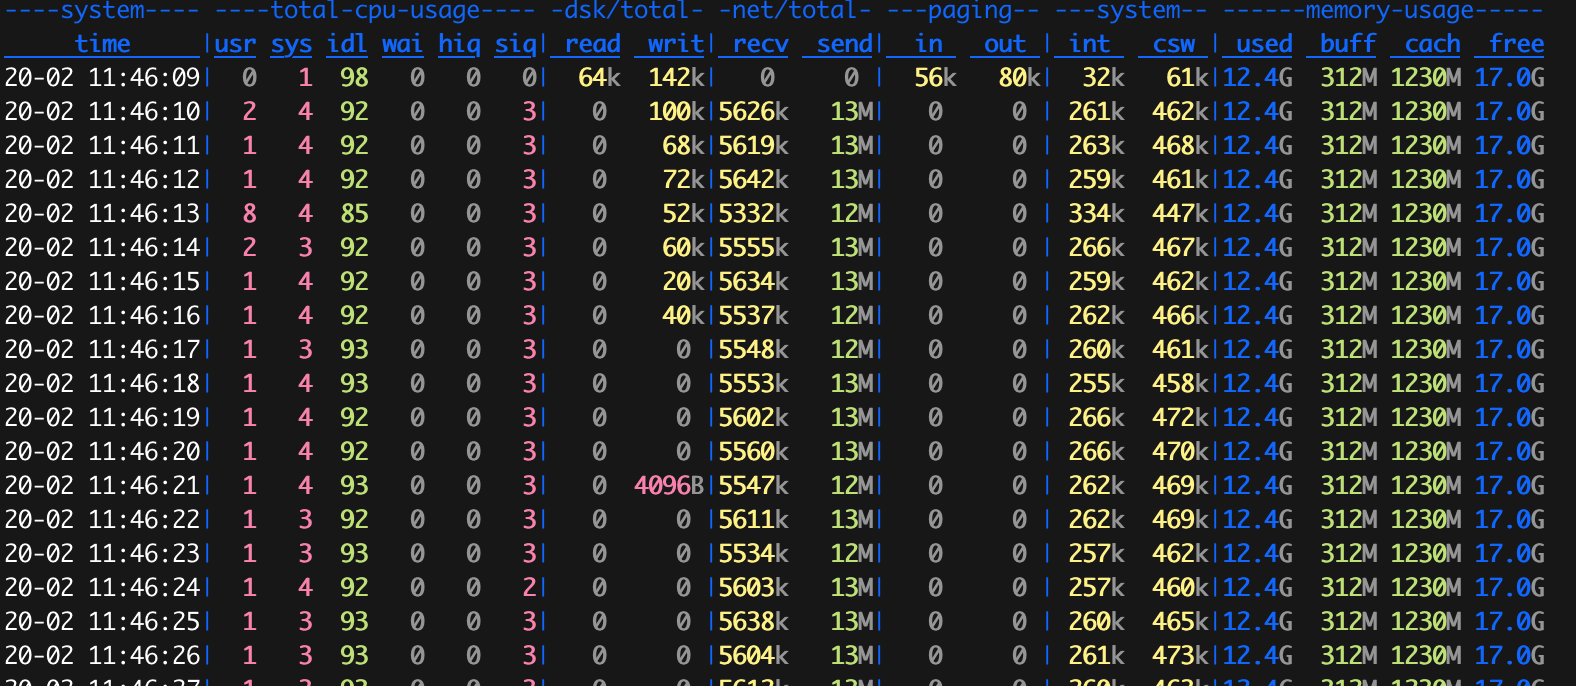 ----system---- ----total-cpu-usage---- -dsk/total- -net/total- ---paging-- ---system-- ------memory-usage-----
     time     |usr sys idl wai hiq siq| read  writ| recv  send|  in   out | int   csw | used  buff  cach  free
20-02 11:46:09|  0   1  98   0   0   0|  64k  142k|   0     0|  56k   80k|  32k   61k|12.4G  312M 1230M 17.0G
20-02 11:46:10|  2   4  92   0   0   3|   0   100k|5626k   13M|   0     0 | 261k  462k|12.4G  312M 1230M 17.0G
20-02 11:46:11|  1   4  92   0   0   3|   0    68k|5619k   13M|   0     0 | 263k  468k|12.4G  312M 1230M 17.0G
20-02 11:46:12|  1   4  92   0   0   3|   0    72k|5642k   13M|   0     0 | 259k  461k|12.4G  312M 1230M 17.0G
20-02 11:46:13|  8   4  85   0   0   3|   0    52k|5332k   12M|   0     0 | 334k  447k|12.4G  312M 1230M 17.0G
20-02 11:46:14|  2   3  92   0   0   3|   0    60k|5555k   13M|   0     0 | 266k  467k|12.4G  312M 1230M 17.0G
20-02 11:46:15|  1   4  92   0   0   3|   0    20k|5634k   13M|   0     0 | 259k  462k|12.4G  312M 1230M 17.0G
20-02 11:46:16|  1   4  92   0   0   3|   0    40k|5537k   12M|   0     0 | 262k  466k|12.4G  312M 1230M 17.0G
20-02 11:46:17|  1   3  93   0   0   3|   0     0 |5548k   12M|   0     0 | 260k  461k|12.4G  312M 1230M 17.0G
20-02 11:46:18|  1   4  93   0   0   3|   0     0 |5553k   13M|   0     0 | 255k  458k|12.4G  312M 1230M 17.0G
20-02 11:46:19|  1   4  92   0   0   3|   0     0 |5602k   13M|   0     0 | 266k  472k|12.4G  312M 1230M 17.0G
20-02 11:46:20|  1   4  92   0   0   3|   0     0 |5560k   13M|   0     0 | 266k  470k|12.4G  312M 1230M 17.0G
20-02 11:46:21|  1   4  93   0   0   3|   0  4096B|5547k   12M|   0     0 | 262k  469k|12.4G  312M 1230M 17.0G
20-02 11:46:22|  1   3  92   0   0   3|   0     0 |5611k   13M|   0     0 | 262k  469k|12.4G  312M 1230M 17.0G
20-02 11:46:23|  1   3  93   0   0   3|   0     0 |5534k   12M|   0     0 | 257k  462k|12.4G  312M 1230M 17.0G
20-02 11:46:24|  1   4  92   0   0   2|   0     0 |5603k   13M|   0     0 | 257k  460k|12.4G  312M 1230M 17.0G
20-02 11:46:25|  1   3  93   0   0   3|   0     0 |5638k   13M|   0     0 | 260k  465k|12.4G  312M 1230M 17.0G
20-02 11:46:26|  1   3  93   0   0   3|   0     0 |5604k   13M|   0     0 | 261k  473k|12.4G  312M 1230M 17.0G